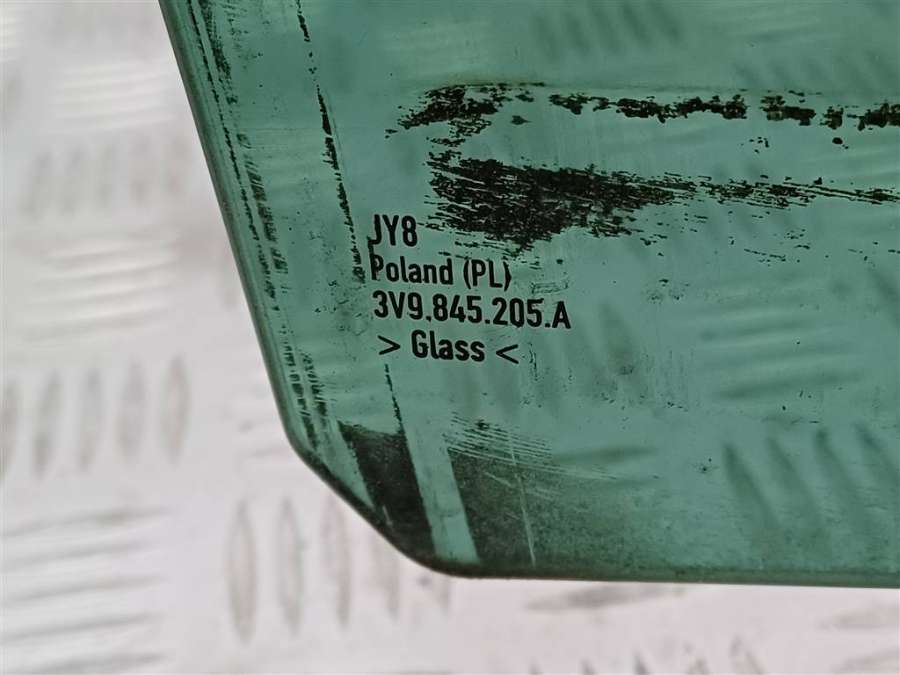 JY8
Poland (PL)
3V9.845.205.A
> Glass <